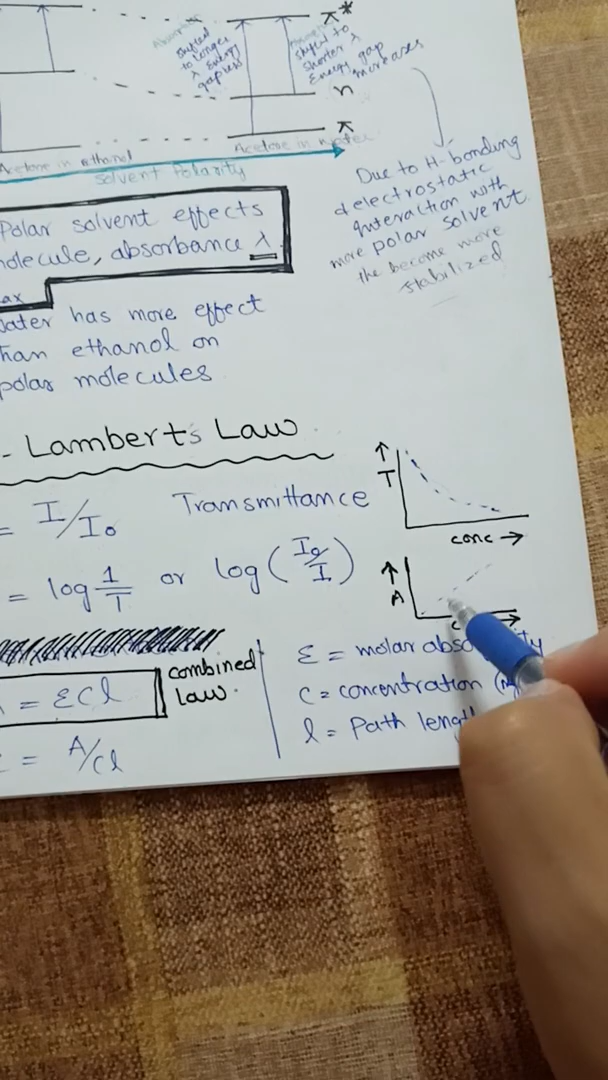 π*
shifted
to longer
λ Energy
gap less
shifted to
shorter λ
Energy gap
increases
n
π
Acetone in ethanol
Acetone in water
solvent Polarity
Due to H-bonding
& electrostatic
interaction with
more polar solvent
the become more
stabilized
Polar solvent effects
molecule, absorbance λ
ax
Water has more effect
than ethanol on
polar molecules
- Lamberts Law
= I/I₀ Transmittance
= log 1/T or log (I₀/I)
T
conc →
A
c
combined
Law.
A = ƐCl
Ɛ = A/Cl
Ɛ = molar abso ity
C = concentration (M
l = Path length